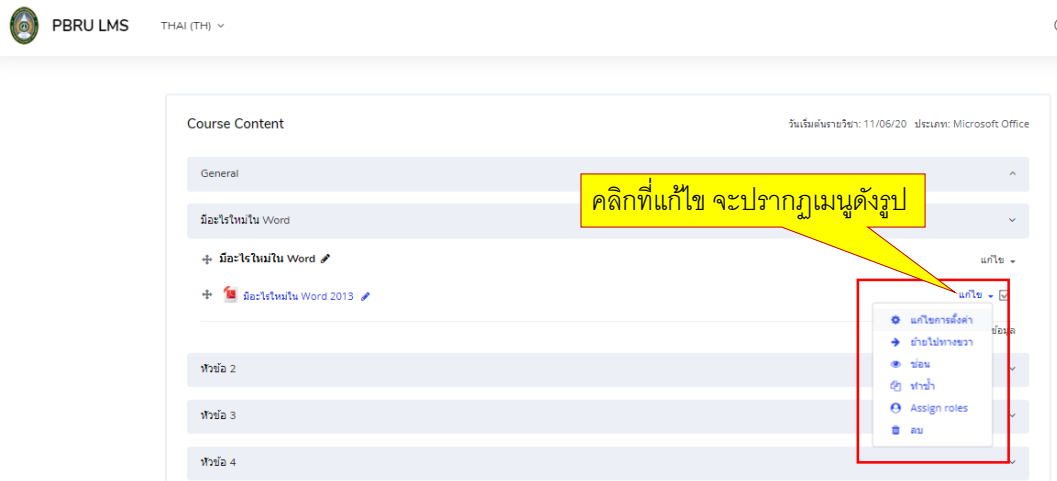 PBRU LMS THAI (TH)
Course Content วันเริ่มต้นรายวิชา: 11/06/20 ประเภท: Microsoft Office
General
คลิกที่แก้ไข จะปรากฏเมนูดังรูป
มีอะไรใหม่ใน Word
มีอะไรใหม่ใน Word แก้ไข
มีอะไรใหม่ใน Word 2013 แก้ไข
แก้ไขการตั้งค่า
ข้อมูล
ย้ายไปทางขวา
หัวข้อ 2
ซ่อน
ทำซ้ำ
หัวข้อ 3
Assign roles
ลบ
หัวข้อ 4